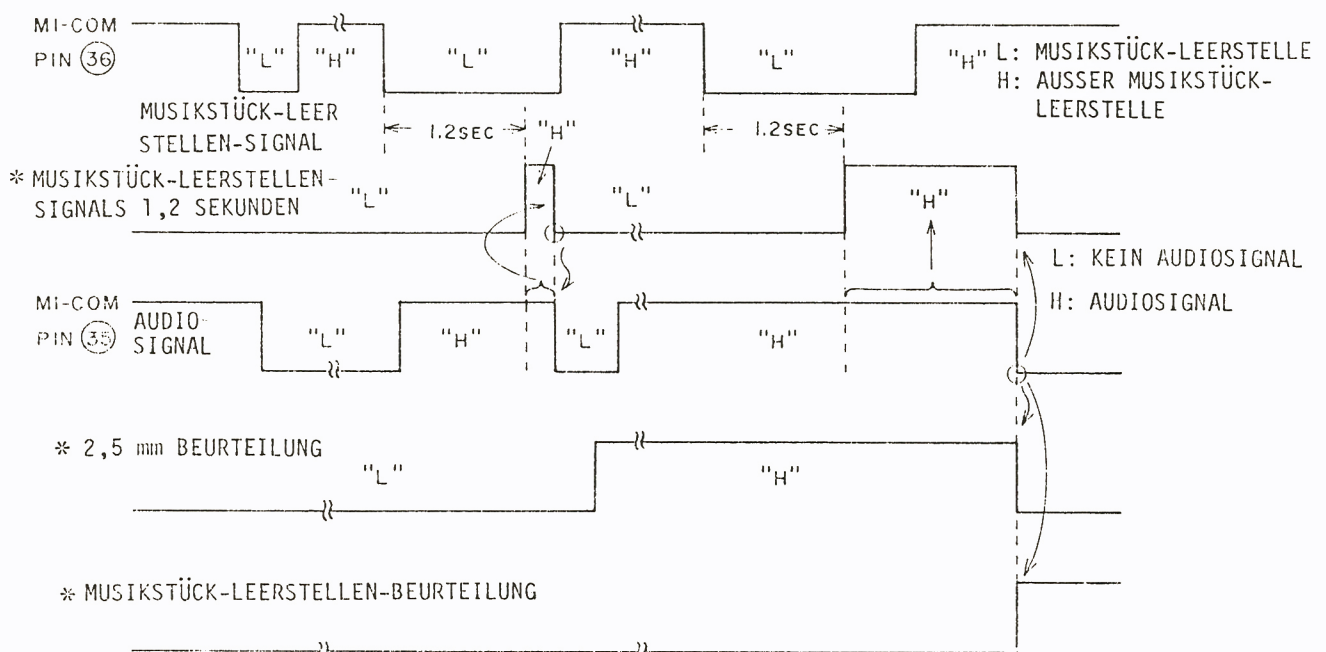 MI-COM
PIN 36
"L" "H" "L" "H" "L" "H"
L: MUSIKSTÜCK-LEERSTELLE
H: AUSSER MUSIKSTÜCK-
LEERSTELLE
MUSIKSTÜCK-LEER
STELLEN-SIGNAL
1.2SEC "H" 1.2SEC
* MUSIKSTÜCK-LEERSTELLEN-
SIGNALS 1,2 SEKUNDEN
"L" "L" "H"
L: KEIN AUDIOSIGNAL
H: AUDIOSIGNAL
MI-COM
PIN 35
AUDIO-
SIGNAL
"L" "H" "L" "H"
* 2,5 mm BEURTEILUNG
"L" "H"
* MUSIKSTÜCK-LEERSTELLEN-BEURTEILUNG